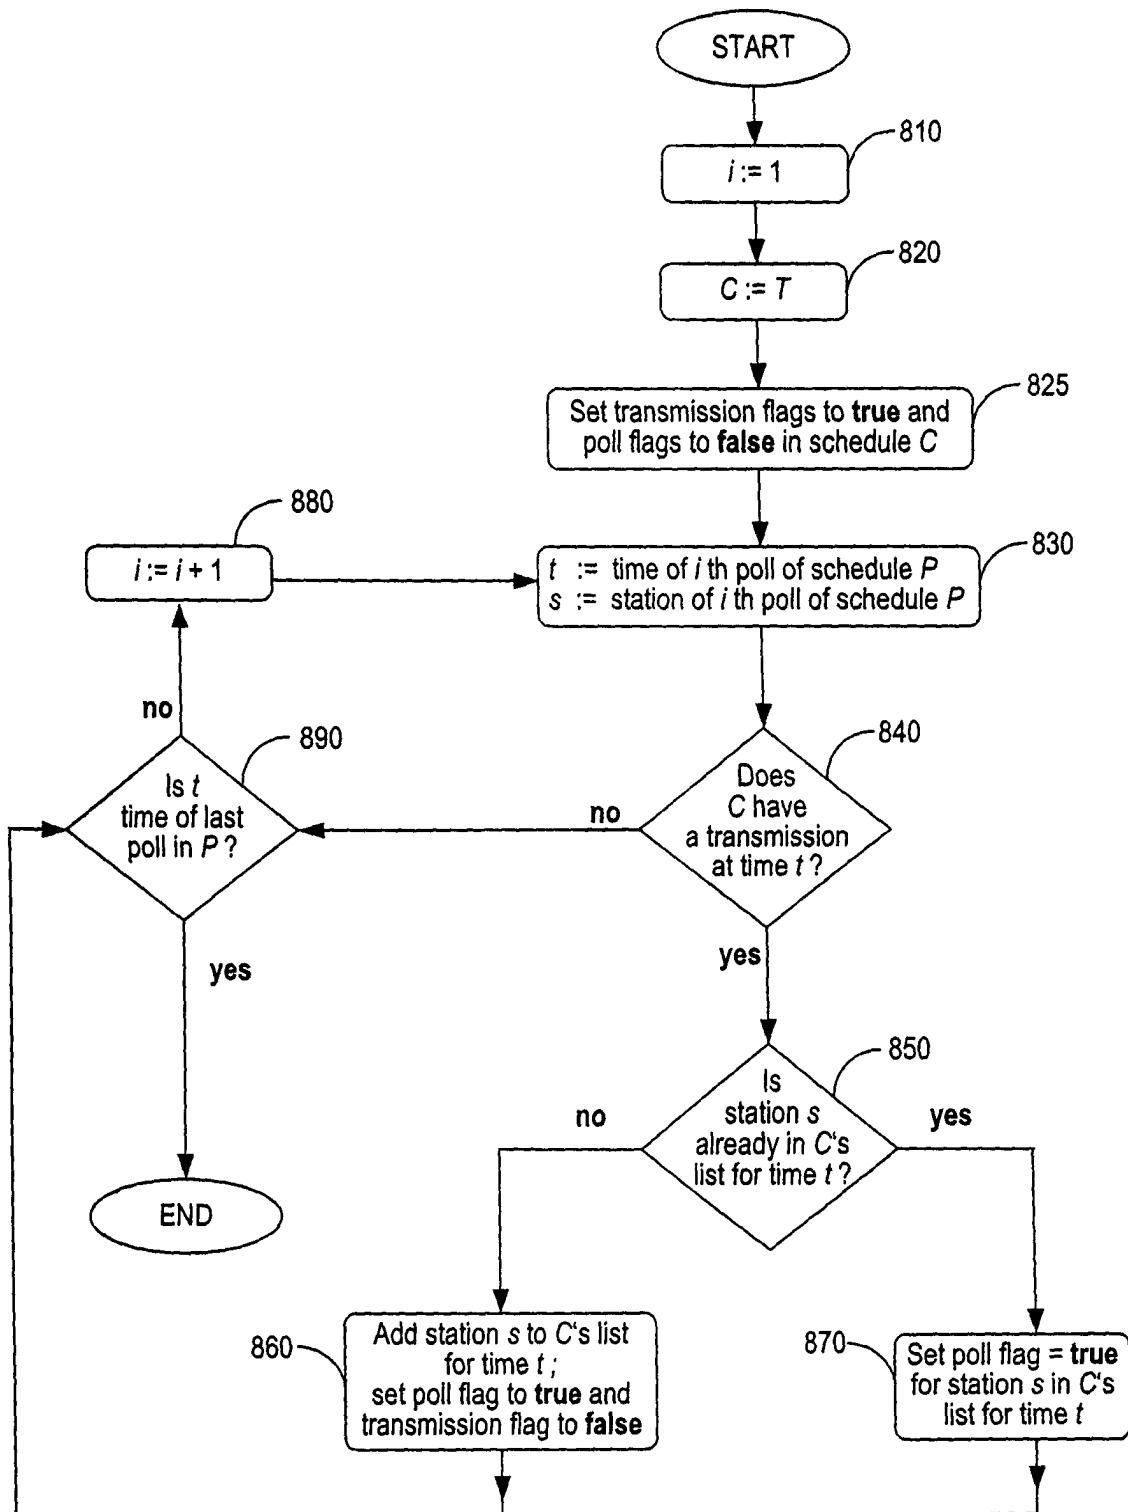 START
810
i := 1
820
C := T
825
Set transmission flags to true and
poll flags to false in schedule C
880
i := i + 1
830
t := time of i th poll of schedule P
s := station of i th poll of schedule P
no
890
Is t
time of last
poll in P ?
840
Does
C have
a transmission
at time t ?
no
yes
yes
850
Is
station s
already in C‘s
list for time t ?
no
yes
END
860
Add station s to C‘s list
for time t ;
set poll flag to true and
transmission flag to false
870
Set poll flag = true
for station s in C‘s
list for time t